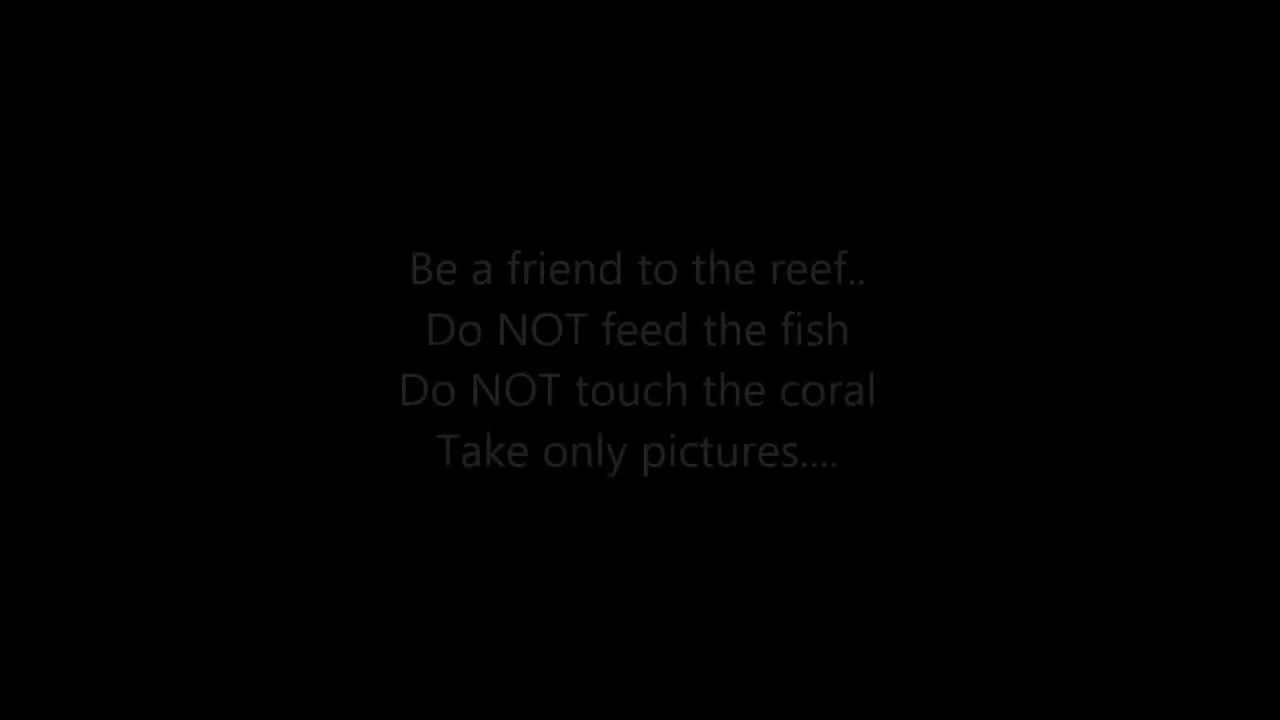 Be a friend to the reef..
Do NOT feed the fish
Do NOT touch the coral
Take only pictures....